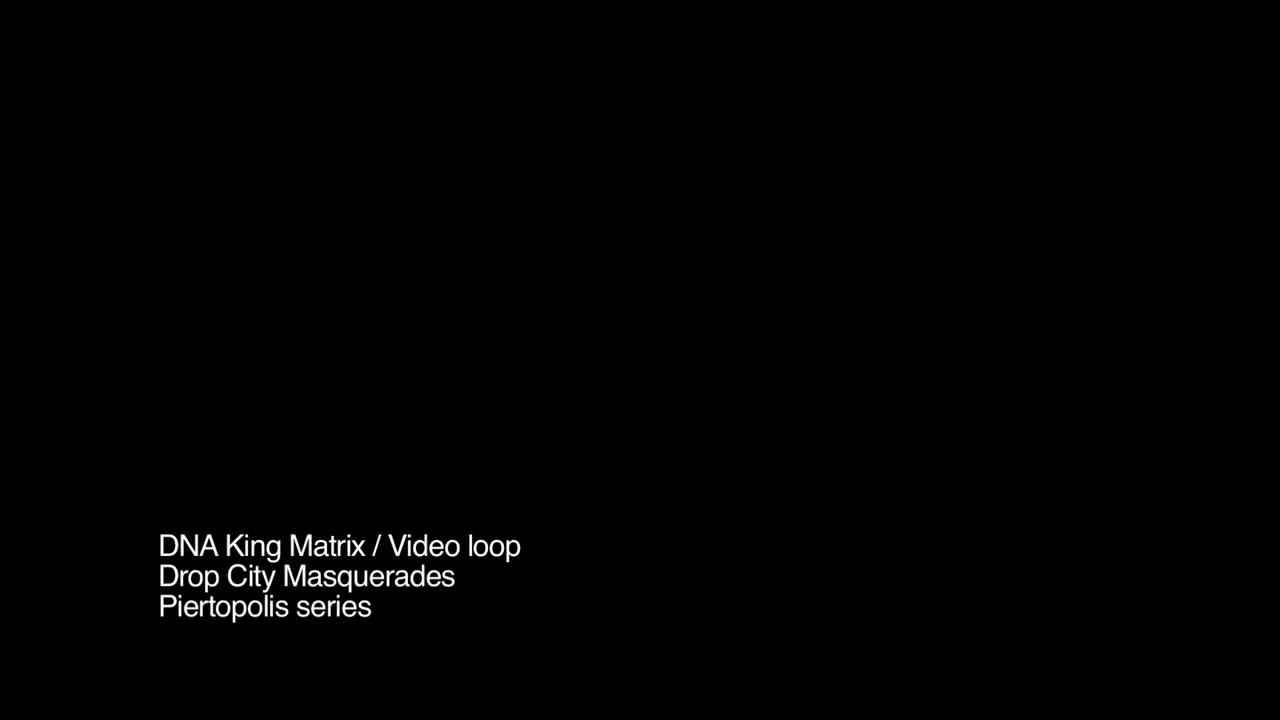 DNA King Matrix / Video loop
Drop City Masquerades
Piertopolis series